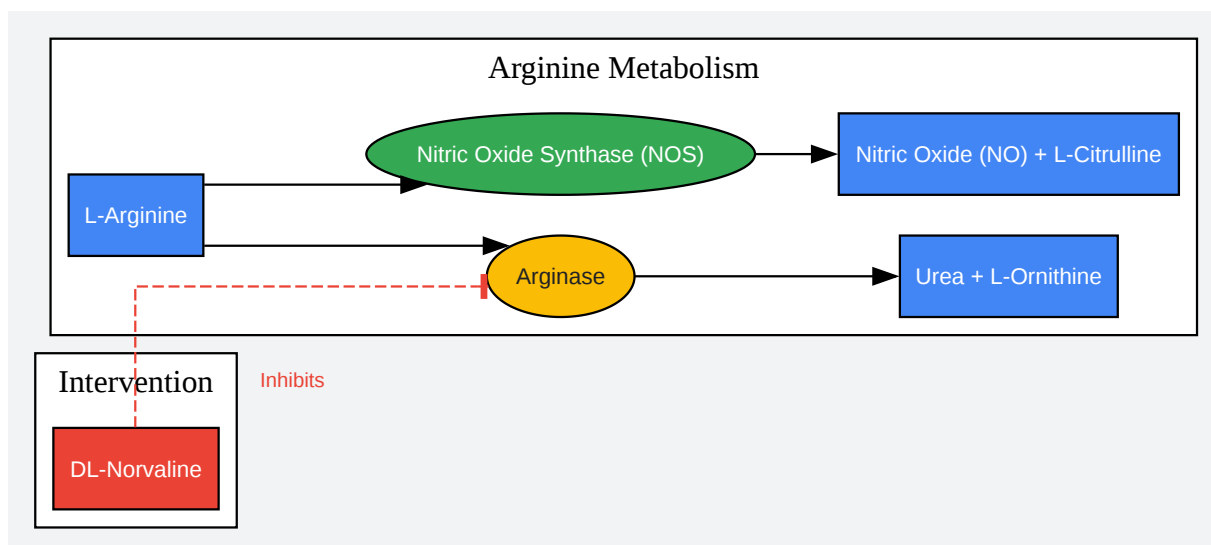 Arginine Metabolism
Nitric Oxide Synthase (NOS)
Nitric Oxide (NO) + L-Citrulline
L-Arginine
Arginase
Urea + L-Ornithine
Intervention
Inhibits
DL-Norvaline